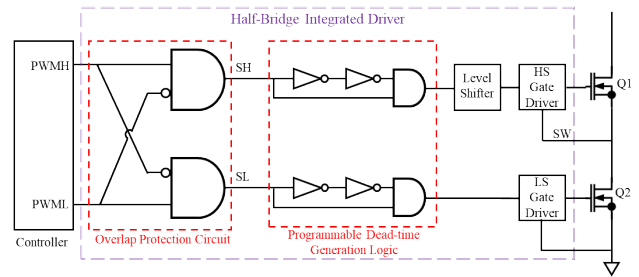 Half-Bridge Integrated Driver
PWMH
SH
Level
Shifter
HS
Gate
Driver
Q1
SW
PWML
SL
LS
Gate
Driver
Q2
Controller
Overlap Protection Circuit
Programmable Dead-time
Generation Logic